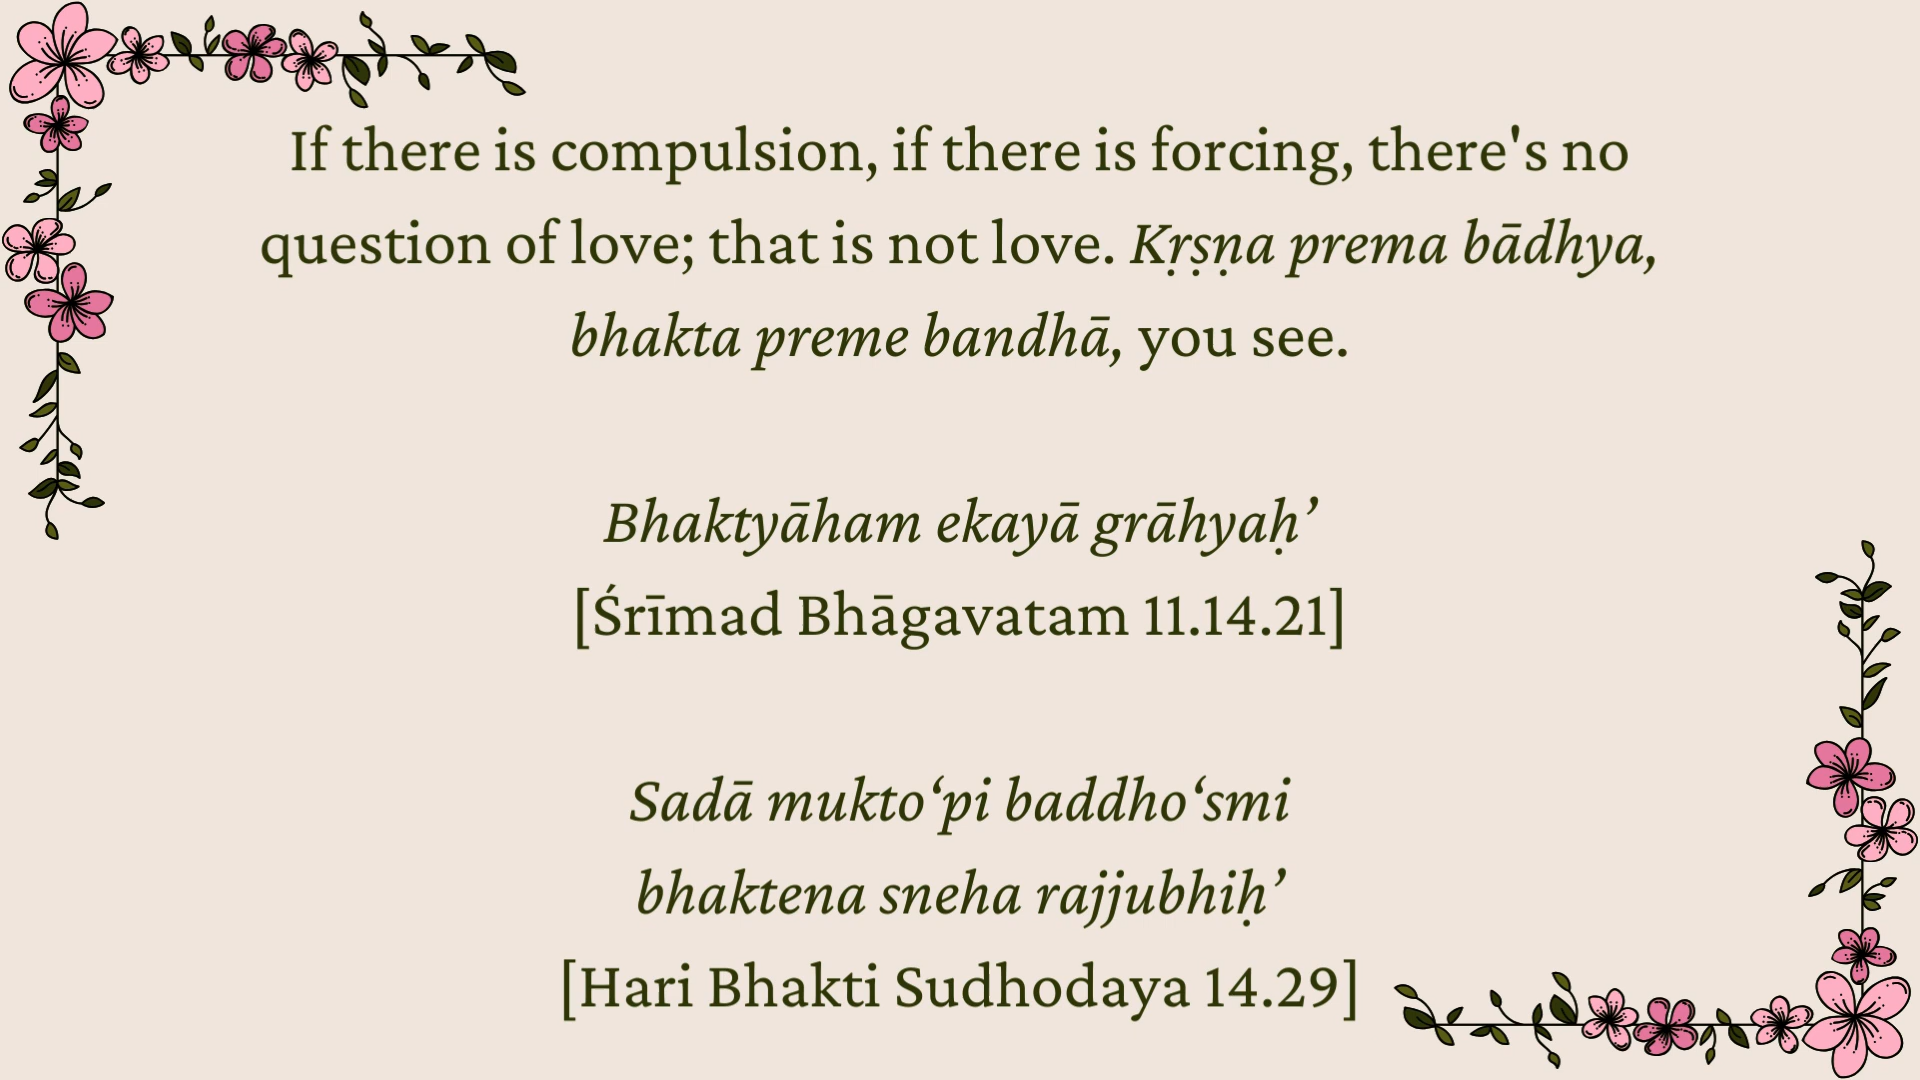 If there is compulsion, if there is forcing, there's no
question of love; that is not love. Kṛṣṇa prema bādhya,
bhakta preme bandhā, you see.
Bhaktyāham ekayā grāhyaḥ’
[Śrīmad Bhāgavatam 11.14.21]
Sadā mukto‘pi baddho‘smi
bhaktena sneha rajjubhiḥ’
[Hari Bhakti Sudhodaya 14.29]